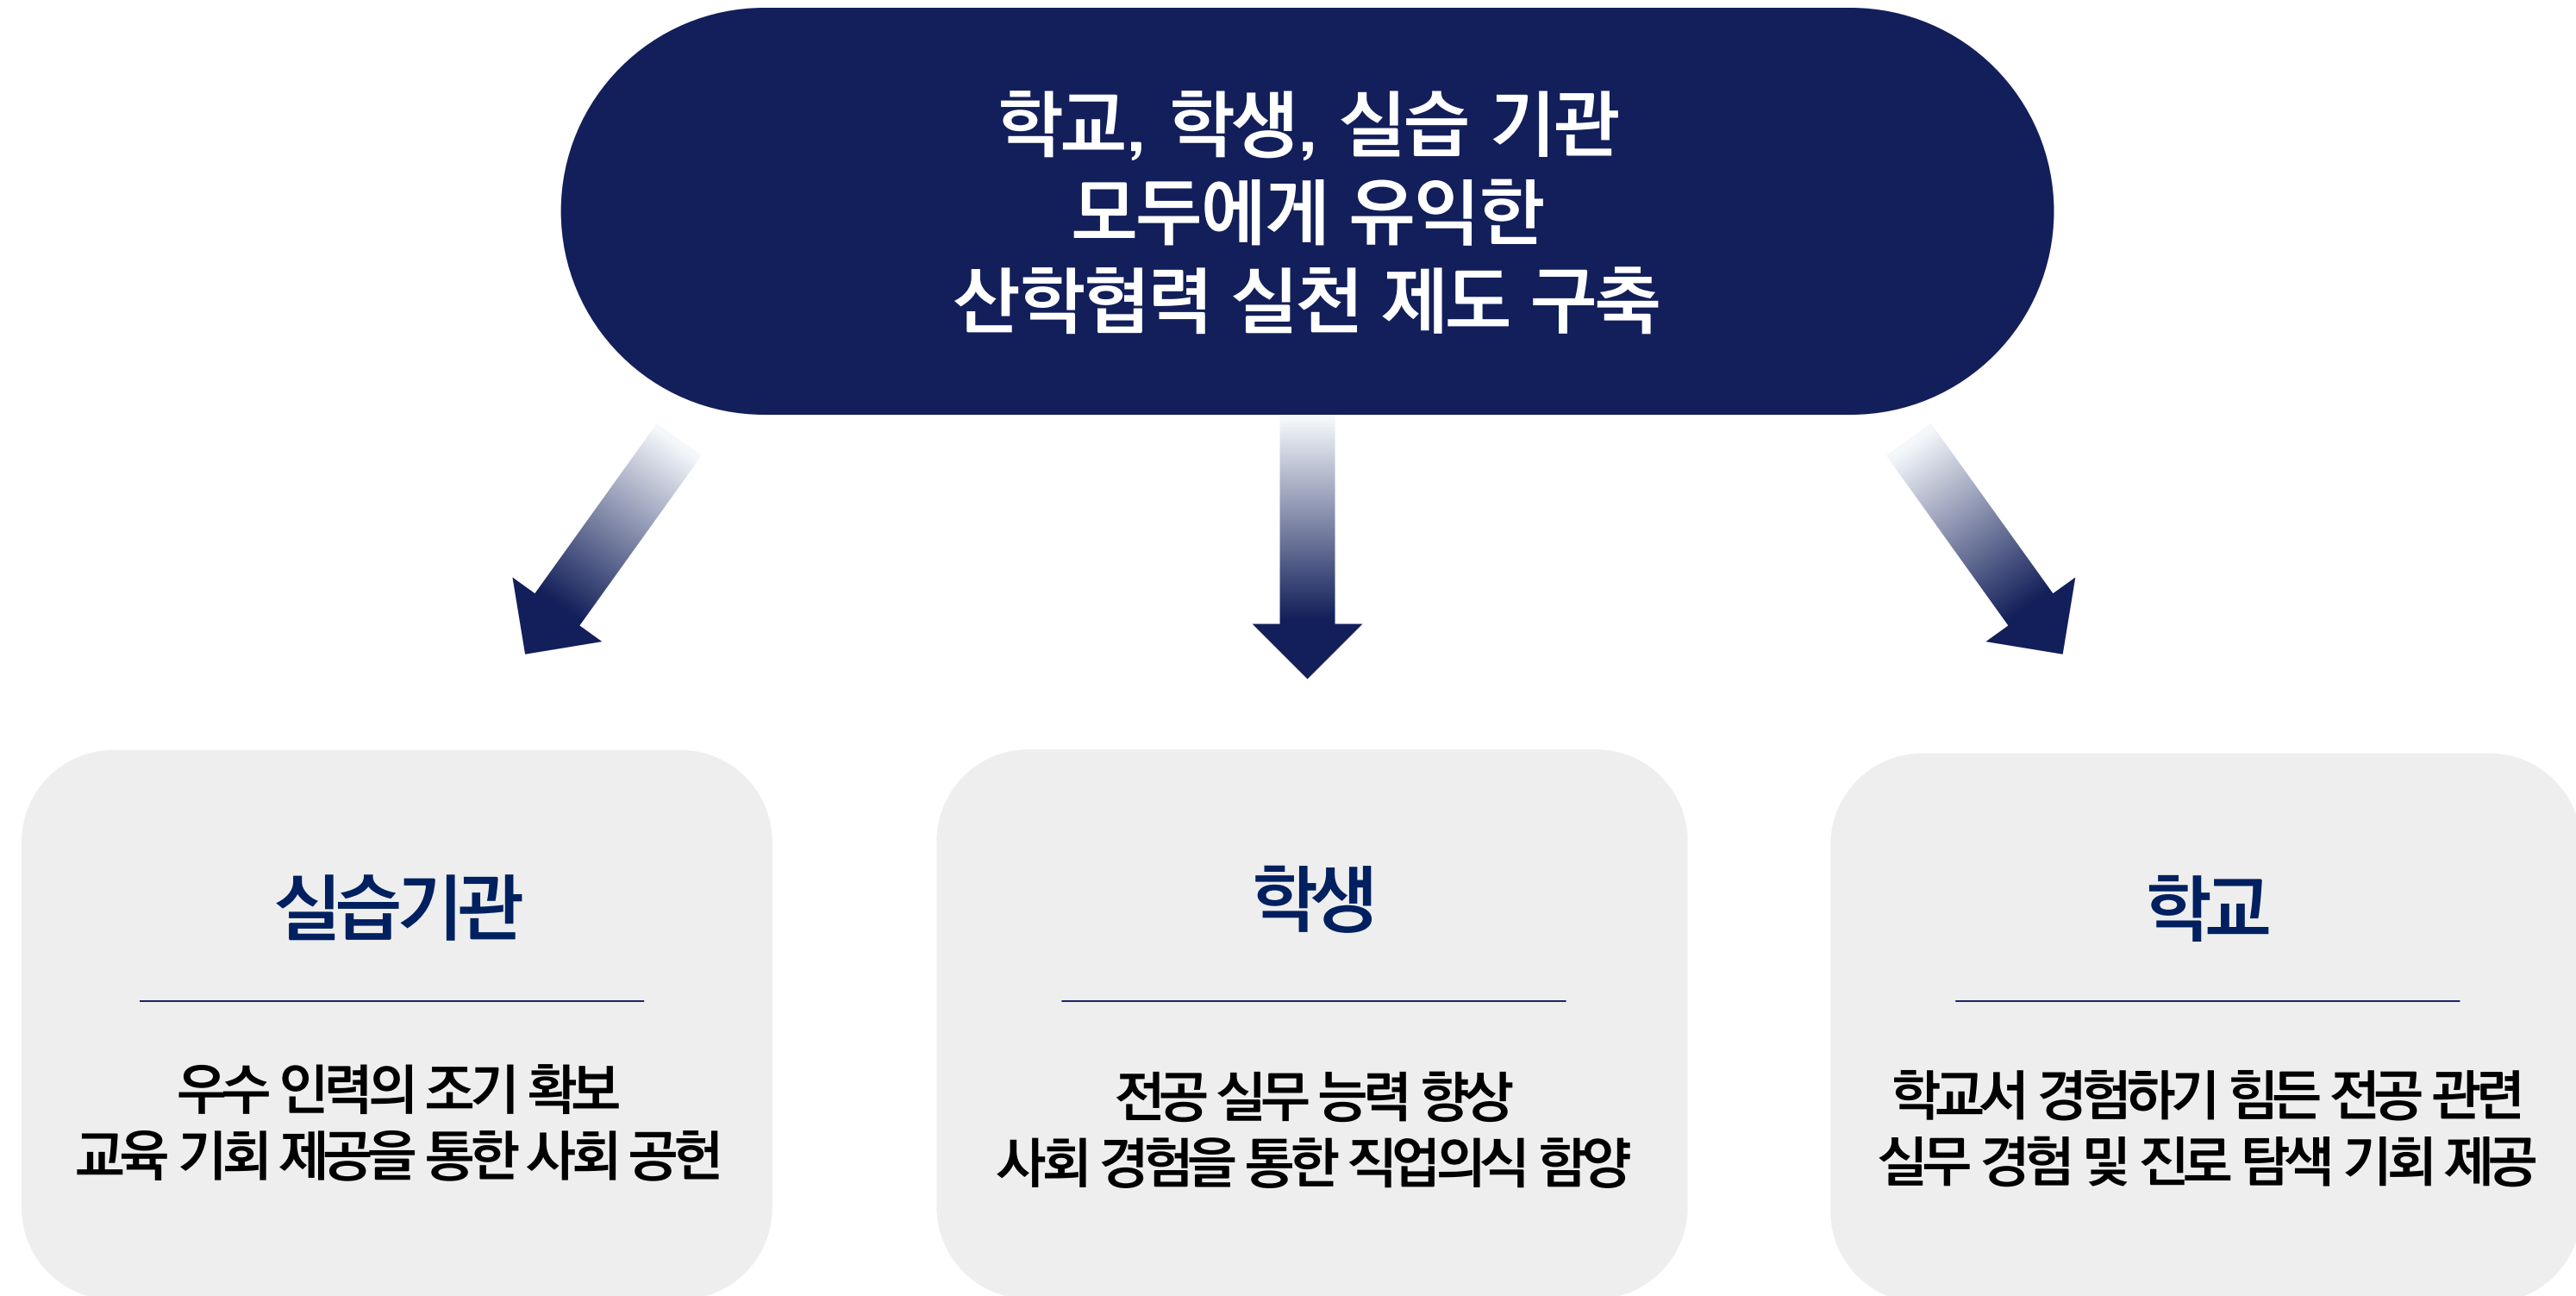 학교, 학생, 실습 기관
모두에게 유익한
산학협력 실천 제도 구축
실습기관
우수 인력의 조기 확보
교육 기회 제공을 통한 사회 공헌
학생
전공 실무 능력 향상
사회 경험을 통한 직업의식 함양
학교
학교서 경험하기 힘든 전공 관련
실무 경험 및 진로 탐색 기회 제공